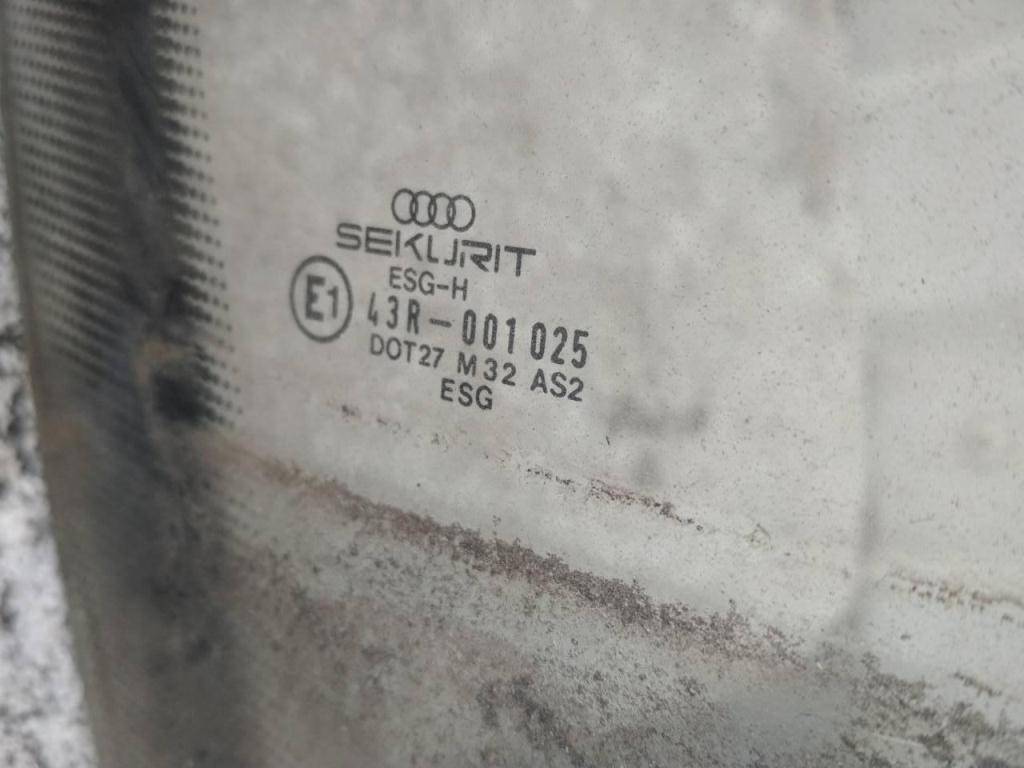 SEKURIT
ESG-H
E1 43R-001025
DOT27 M32 AS2
ESG